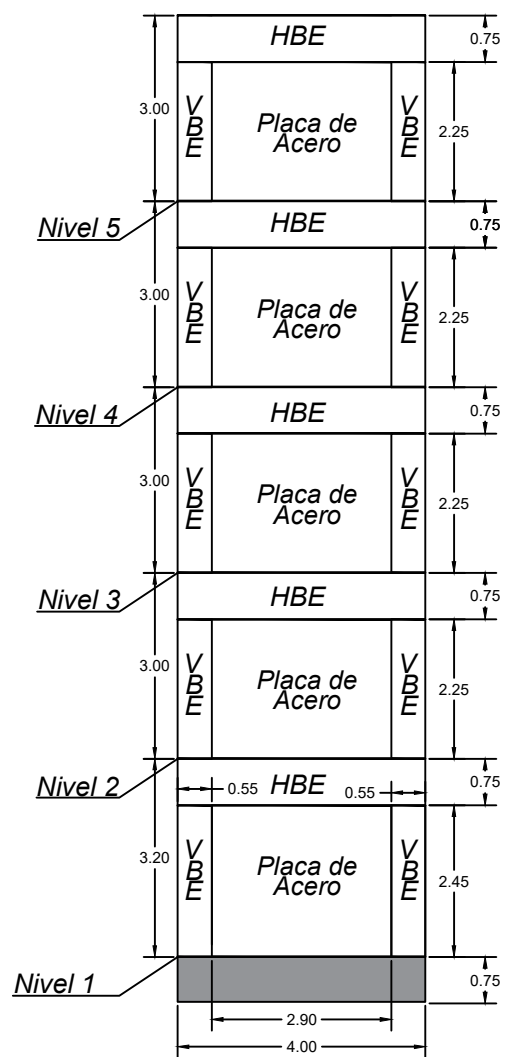 HBE
0.75
3.00
V
B
E
Placa de
Acero
V
B
E
2.25
Nivel 5
HBE
0.75
3.00
V
B
E
Placa de
Acero
V
B
E
2.25
Nivel 4
HBE
0.75
3.00
V
B
E
Placa de
Acero
V
B
E
2.25
Nivel 3
HBE
0.75
3.00
V
B
E
Placa de
Acero
V
B
E
2.25
Nivel 2
0.55 HBE 0.55
0.75
3.20
V
B
E
Placa de
Acero
V
B
E
2.45
Nivel 1
0.75
2.90
4.00